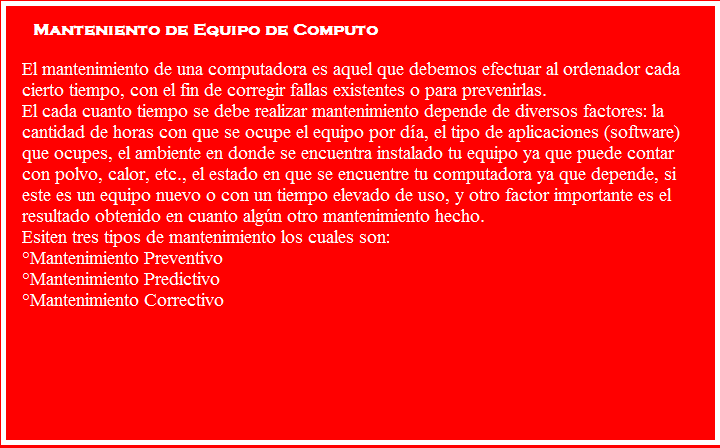 Manteniento de Equipo de Computo
El mantenimiento de una computadora es aquel que debemos efectuar al ordenador cada
cierto tiempo, con el fin de corregir fallas existentes o para prevenirlas.
El cada cuanto tiempo se debe realizar mantenimiento depende de diversos factores: la
cantidad de horas con que se ocupe el equipo por día, el tipo de aplicaciones (software)
que ocupes, el ambiente en donde se encuentra instalado tu equipo ya que puede contar
con polvo, calor, etc., el estado en que se encuentre tu computadora ya que depende, si
este es un equipo nuevo o con un tiempo elevado de uso, y otro factor importante es el
resultado obtenido en cuanto algún otro mantenimiento hecho.
Esiten tres tipos de mantenimiento los cuales son:
°Mantenimiento Preventivo
°Mantenimiento Predictivo
°Mantenimiento Correctivo